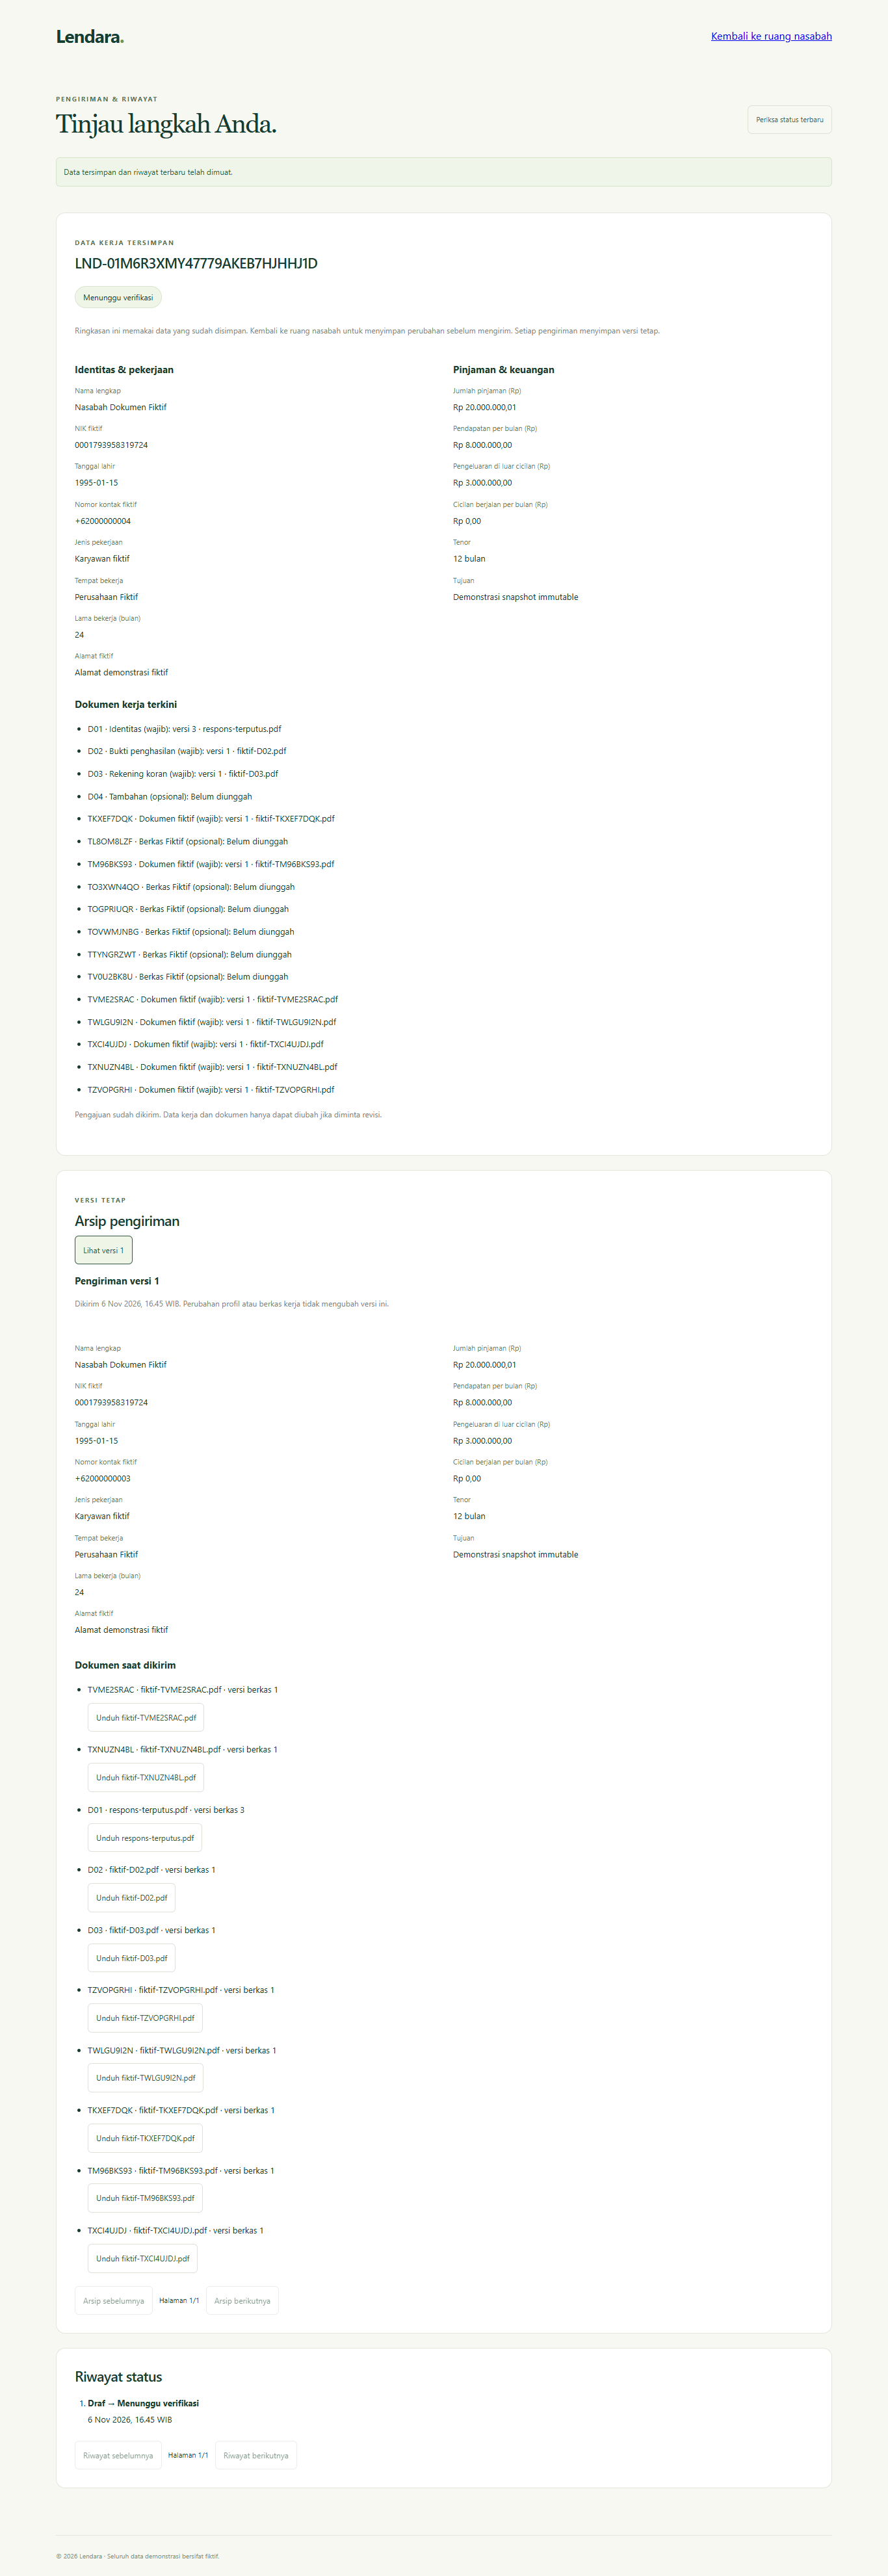 Lendara.
Kembali ke ruang nasabah
PENGIRIMAN & RIWAYAT
Tinjau langkah Anda.
Periksa status terbaru
Data tersimpan dan riwayat terbaru telah dimuat.
DATA KERJA TERSIMPAN
LND-01M6R3XMY47779AKEB7HJHHJ1D
Menunggu verifikasi
Ringkasan ini memakai data yang sudah disimpan. Kembali ke ruang nasabah untuk menyimpan perubahan sebelum mengirim. Setiap pengiriman menyimpan versi tetap.
Identitas & pekerjaan
Nama lengkap
Nasabah Dokumen Fiktif
NIK fiktif
0001793958319724
Tanggal lahir
1995-01-15
Nomor kontak fiktif
+62000000004
Jenis pekerjaan
Karyawan fiktif
Tempat bekerja
Perusahaan Fiktif
Lama bekerja (bulan)
24
Alamat fiktif
Alamat demonstrasi fiktif
Pinjaman & keuangan
Jumlah pinjaman (Rp)
Rp 20.000.000,01
Pendapatan per bulan (Rp)
Rp 8.000.000,00
Pengeluaran di luar cicilan (Rp)
Rp 3.000.000,00
Cicilan berjalan per bulan (Rp)
Rp 0,00
Tenor
12 bulan
Tujuan
Demonstrasi snapshot immutable
Dokumen kerja terkini
• D01 · Identitas (wajib): versi 3 · respons-terputus.pdf
• D02 · Bukti penghasilan (wajib): versi 1 · fiktif-D02.pdf
• D03 · Rekening koran (wajib): versi 1 · fiktif-D03.pdf
• D04 · Tambahan (opsional): Belum diunggah
• TKXEF7DQK · Dokumen fiktif (wajib): versi 1 · fiktif-TKXEF7DQK.pdf
• TL8OM8LZF · Berkas Fiktif (opsional): Belum diunggah
• TM96BKS93 · Dokumen fiktif (wajib): versi 1 · fiktif-TM96BKS93.pdf
• TO3XWN4QO · Berkas Fiktif (opsional): Belum diunggah
• TOGPRIUQR · Berkas Fiktif (opsional): Belum diunggah
• TOVWMJNBG · Berkas Fiktif (opsional): Belum diunggah
• TTYNGRZWT · Berkas Fiktif (opsional): Belum diunggah
• TV0U2BK8U · Berkas Fiktif (opsional): Belum diunggah
• TVME2SRAC · Dokumen fiktif (wajib): versi 1 · fiktif-TVME2SRAC.pdf
• TWLGU9I2N · Dokumen fiktif (wajib): versi 1 · fiktif-TWLGU9I2N.pdf
• TXCI4UJDJ · Dokumen fiktif (wajib): versi 1 · fiktif-TXCI4UJDJ.pdf
• TXNUZN4BL · Dokumen fiktif (wajib): versi 1 · fiktif-TXNUZN4BL.pdf
• TZVOPGRHI · Dokumen fiktif (wajib): versi 1 · fiktif-TZVOPGRHI.pdf
Pengajuan sudah dikirim. Data kerja dan dokumen hanya dapat diubah jika diminta revisi.
VERSI TETAP
Arsip pengiriman
Lihat versi 1
Pengiriman versi 1
Dikirim 6 Nov 2026, 16.45 WIB. Perubahan profil atau berkas kerja tidak mengubah versi ini.
Nama lengkap
Nasabah Dokumen Fiktif
NIK fiktif
0001793958319724
Tanggal lahir
1995-01-15
Nomor kontak fiktif
+62000000003
Jenis pekerjaan
Karyawan fiktif
Tempat bekerja
Perusahaan Fiktif
Lama bekerja (bulan)
24
Alamat fiktif
Alamat demonstrasi fiktif
Jumlah pinjaman (Rp)
Rp 20.000.000,01
Pendapatan per bulan (Rp)
Rp 8.000.000,00
Pengeluaran di luar cicilan (Rp)
Rp 3.000.000,00
Cicilan berjalan per bulan (Rp)
Rp 0,00
Tenor
12 bulan
Tujuan
Demonstrasi snapshot immutable
Dokumen saat dikirim
• TVME2SRAC · fiktif-TVME2SRAC.pdf · versi berkas 1
Unduh fiktif-TVME2SRAC.pdf
• TXNUZN4BL · fiktif-TXNUZN4BL.pdf · versi berkas 1
Unduh fiktif-TXNUZN4BL.pdf
• D01 · respons-terputus.pdf · versi berkas 3
Unduh respons-terputus.pdf
• D02 · fiktif-D02.pdf · versi berkas 1
Unduh fiktif-D02.pdf
• D03 · fiktif-D03.pdf · versi berkas 1
Unduh fiktif-D03.pdf
• TZVOPGRHI · fiktif-TZVOPGRHI.pdf · versi berkas 1
Unduh fiktif-TZVOPGRHI.pdf
• TWLGU9I2N · fiktif-TWLGU9I2N.pdf · versi berkas 1
Unduh fiktif-TWLGU9I2N.pdf
• TKXEF7DQK · fiktif-TKXEF7DQK.pdf · versi berkas 1
Unduh fiktif-TKXEF7DQK.pdf
• TM96BKS93 · fiktif-TM96BKS93.pdf · versi berkas 1
Unduh fiktif-TM96BKS93.pdf
• TXCI4UJDJ · fiktif-TXCI4UJDJ.pdf · versi berkas 1
Unduh fiktif-TXCI4UJDJ.pdf
Arsip sebelumnya
Halaman 1/1
Arsip berikutnya
Riwayat status
1. Draf → Menunggu verifikasi
6 Nov 2026, 16.45 WIB
Riwayat sebelumnya
Halaman 1/1
Riwayat berikutnya
© 2026 Lendara · Seluruh data demonstrasi bersifat fiktif.